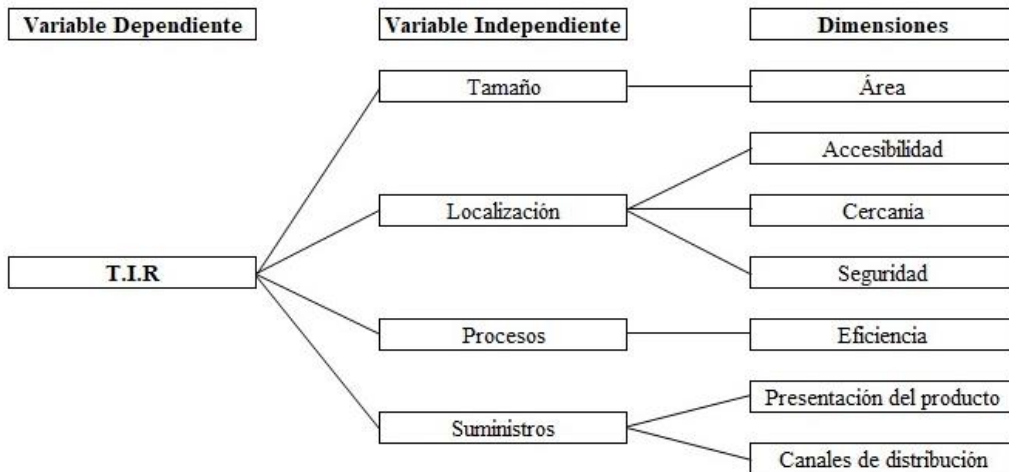 Variable Dependiente
Variable Independiente
Dimensiones
Tamaño
Área
Accesibilidad
Localización
Cercanía
T.I.R
Seguridad
Procesos
Eficiencia
Presentación del producto
Suministros
Canales de distribución